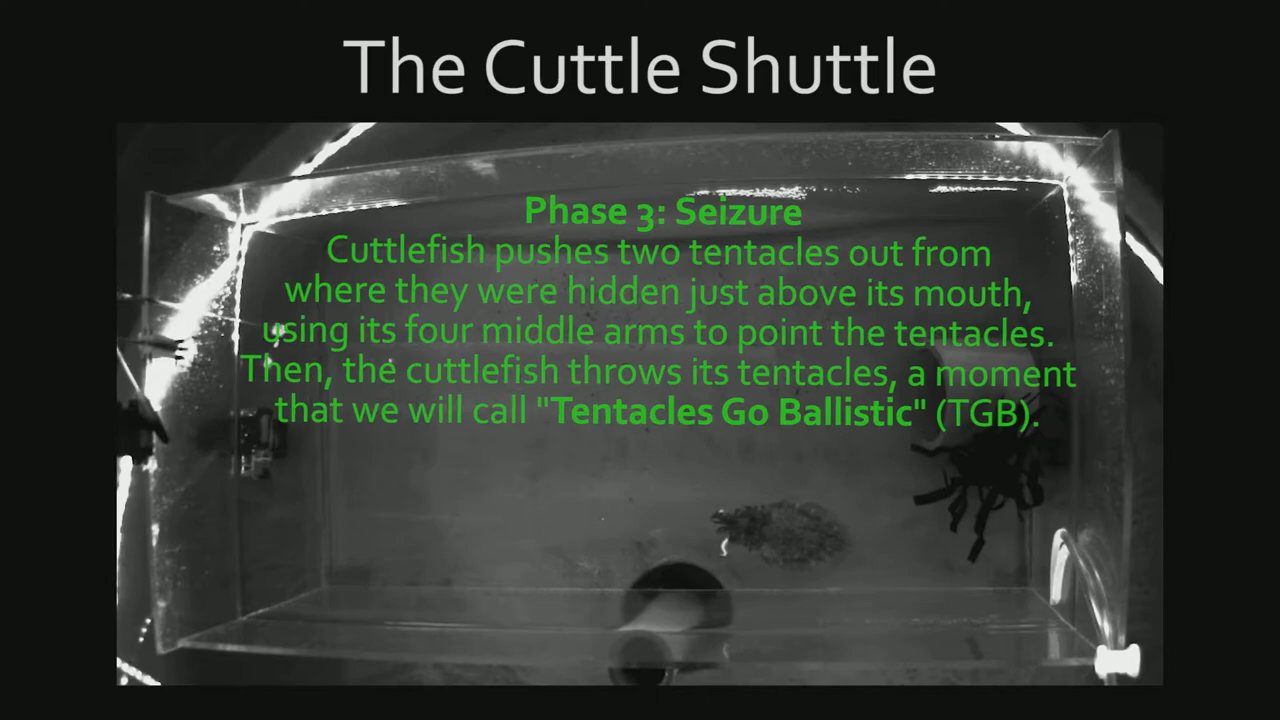 The Cuttle Shuttle
Phase 3: Seizure
Cuttlefish pushes two tentacles out from
where they were hidden just above its mouth,
using its four middle arms to point the tentacles.
Then, the cuttlefish throws its tentacles, a moment
that we will call "Tentacles Go Ballistic" (TGB).